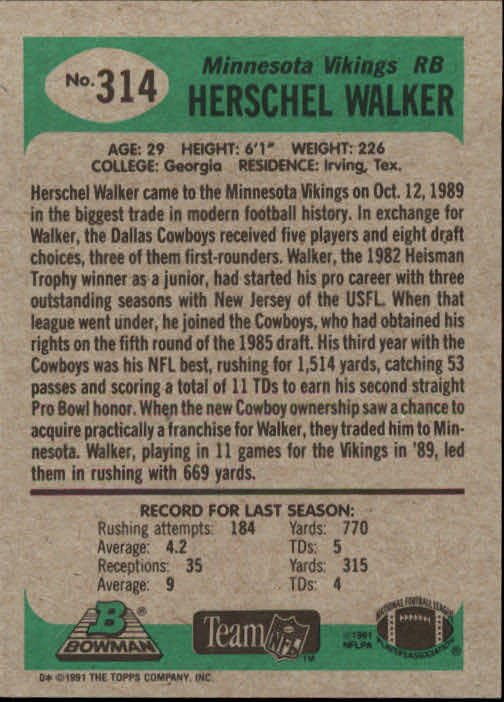 No. 314
Minnesota Vikings RB
HERSCHEL WALKER
AGE: 29 HEIGHT: 6'1" WEIGHT: 226
COLLEGE: Georgia RESIDENCE: Irving, Tex.
Herschel Walker came to the Minnesota Vikings on Oct. 12, 1989
in the biggest trade in modern football history. In exchange for
Walker, the Dallas Cowboys received five players and eight draft
choices, three of them first-rounders. Walker, the 1982 Heisman
Trophy winner as a junior, had started his pro career with three
outstanding seasons with New Jersey of the USFL. When that
league went under, he joined the Cowboys, who had obtained his
rights on the fifth round of the 1985 draft. His third year with the
Cowboys was his NFL best, rushing for 1,514 yards, catching 53
passes and scoring a total of 11 TDs to earn his second straight
Pro Bowl honor. When the new Cowboy ownership saw a chance to
acquire practically a franchise for Walker, they traded him to Min-
nesota. Walker, playing in 11 games for the Vikings in '89, led
them in rushing with 669 yards.
RECORD FOR LAST SEASON:
Rushing attempts: 184 Yards: 770
Average: 4.2 TDs: 5
Receptions: 35 Yards: 315
Average: 9 TDs: 4
B®
BOWMAN
Team NFL™
©1991
NFLPA
NATIONAL FOOTBALL LEAGUE
PLAYERS ASSOCIATION®
D* ©1991 THE TOPPS COMPANY, INC.